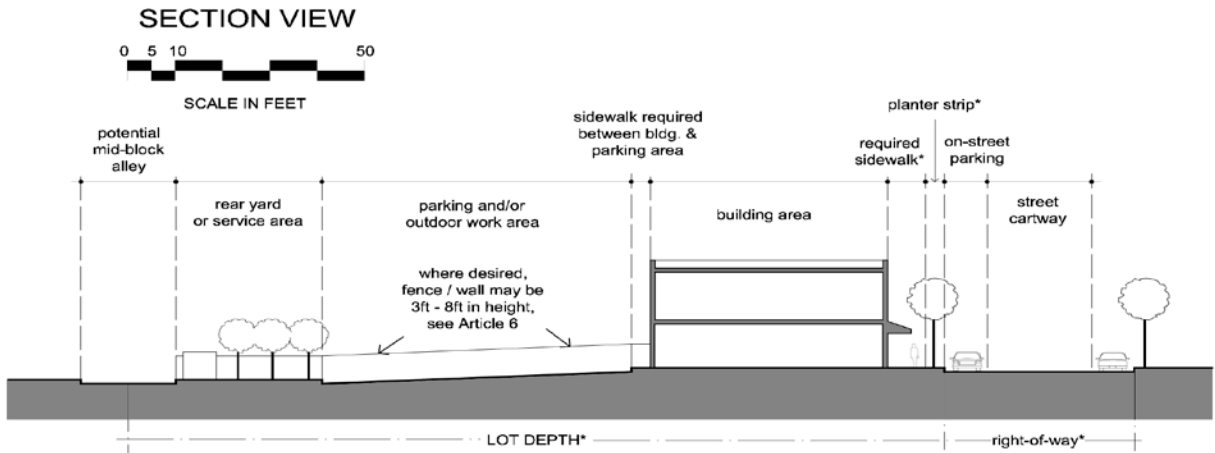 SECTION VIEW
0 5 10 50
SCALE IN FEET
potential
mid-block
alley
sidewalk required
between bldg. &
parking area
planter strip*
required
sidewalk*
on-street
parking
rear yard
or service area
parking and/or
outdoor work area
building area
street
cartway
where desired,
fence / wall may be
3ft - 8ft in height,
see Article 6
LOT DEPTH*
right-of-way*